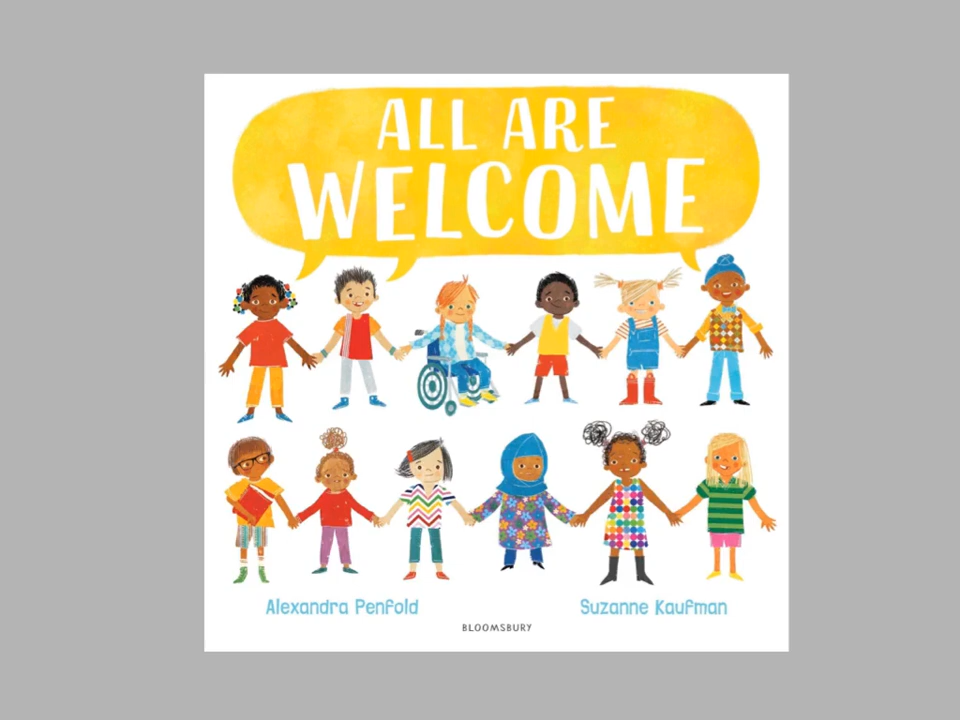 ALL ARE
WELCOME
Alexandra Penfold
Suzanne Kaufman
BLOOMSBURY